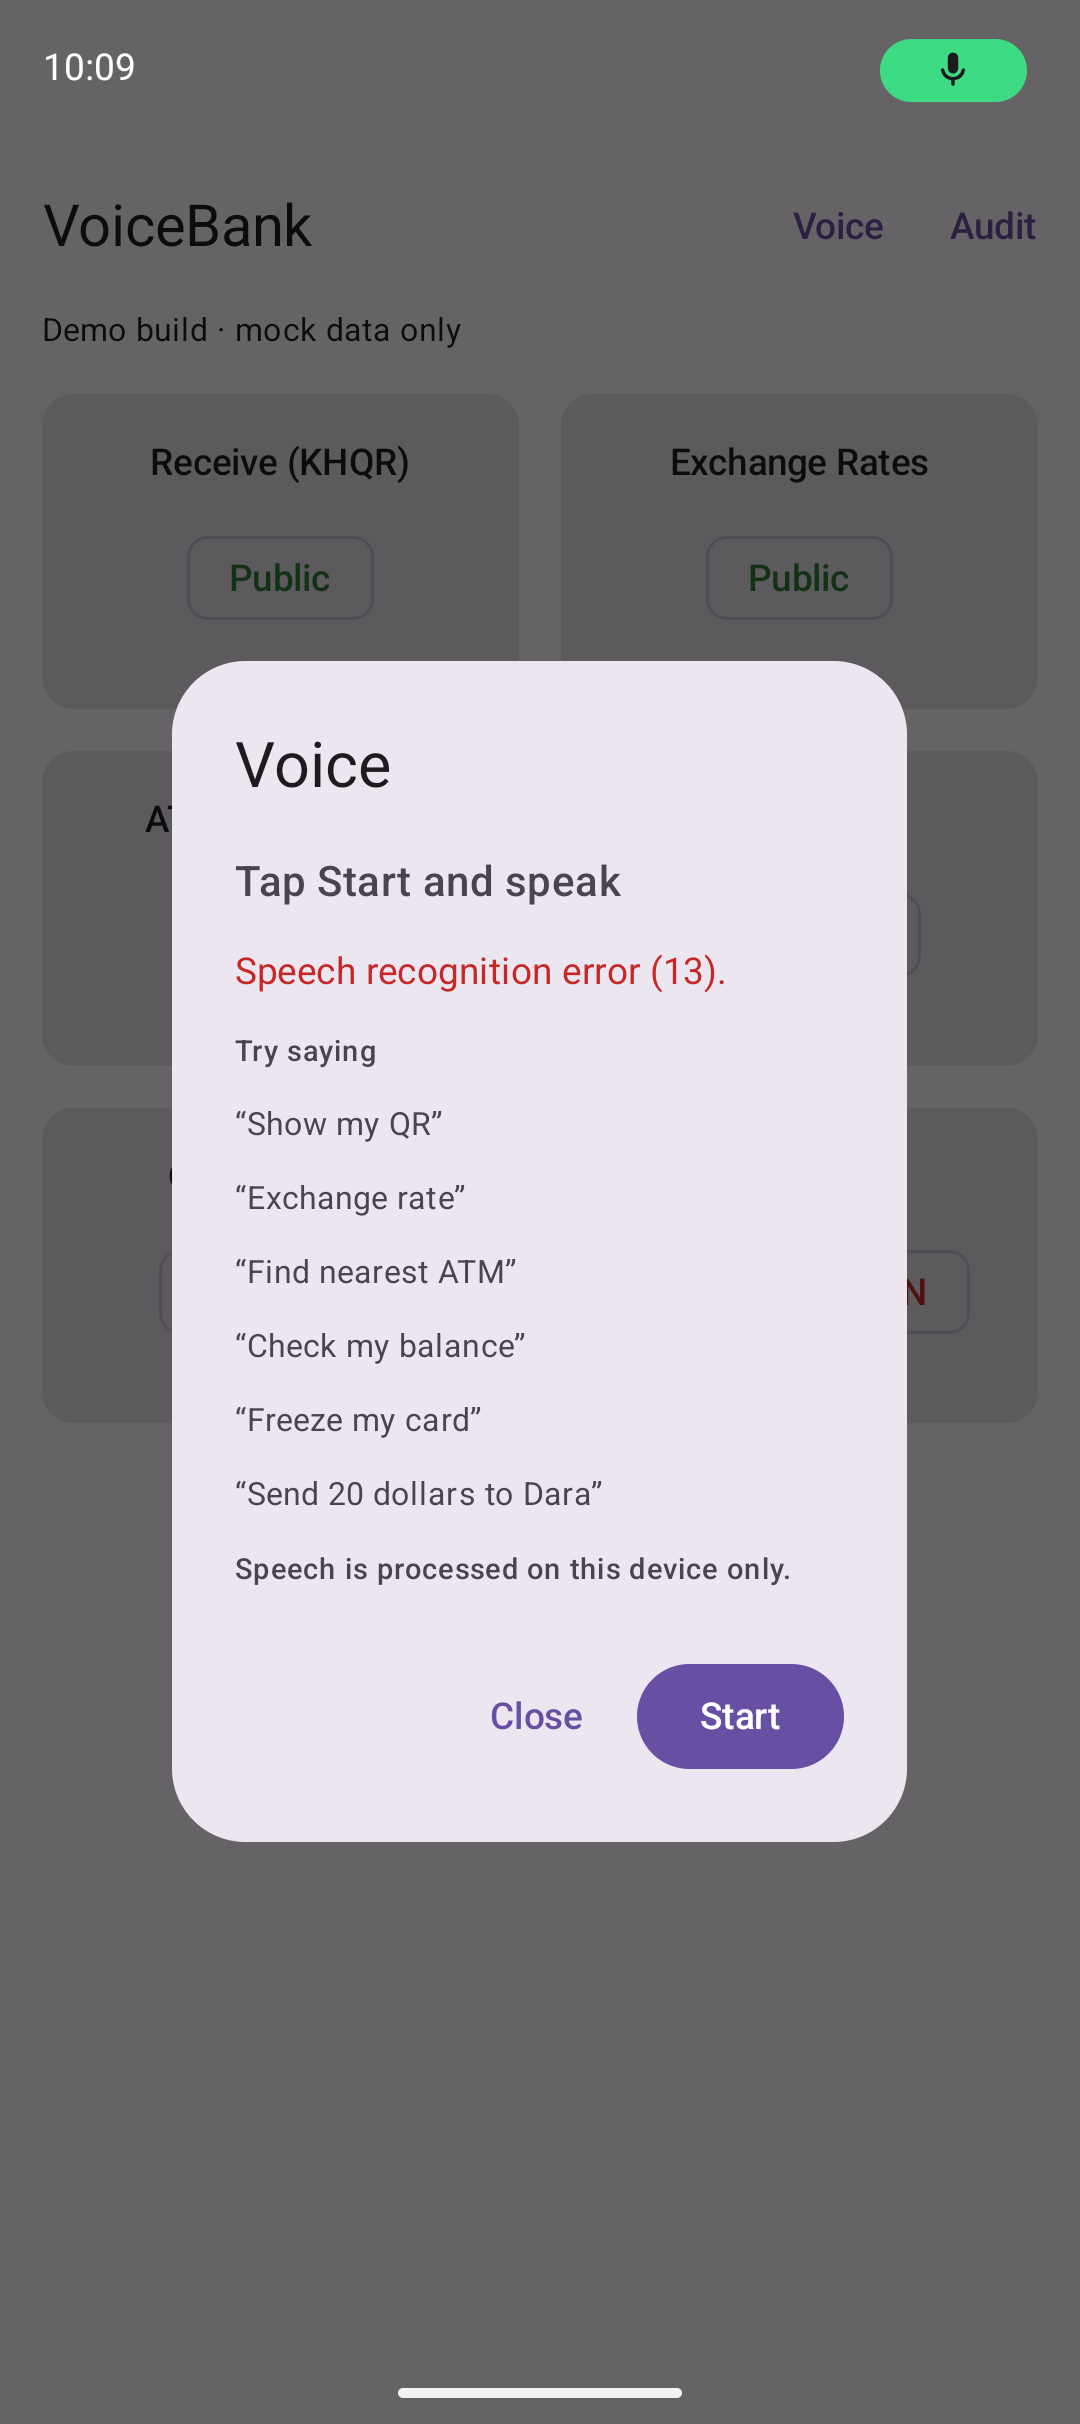 10:09
VoiceBank
Voice
Audit
Demo build · mock data only
Receive (KHQR)
Exchange Rates
Public
Public
Voice
Tap Start and speak
Speech recognition error (13).
Try saying
“Show my QR”
“Exchange rate”
“Find nearest ATM”
“Check my balance”
“Freeze my card”
“Send 20 dollars to Dara”
Speech is processed on this device only.
Close
Start